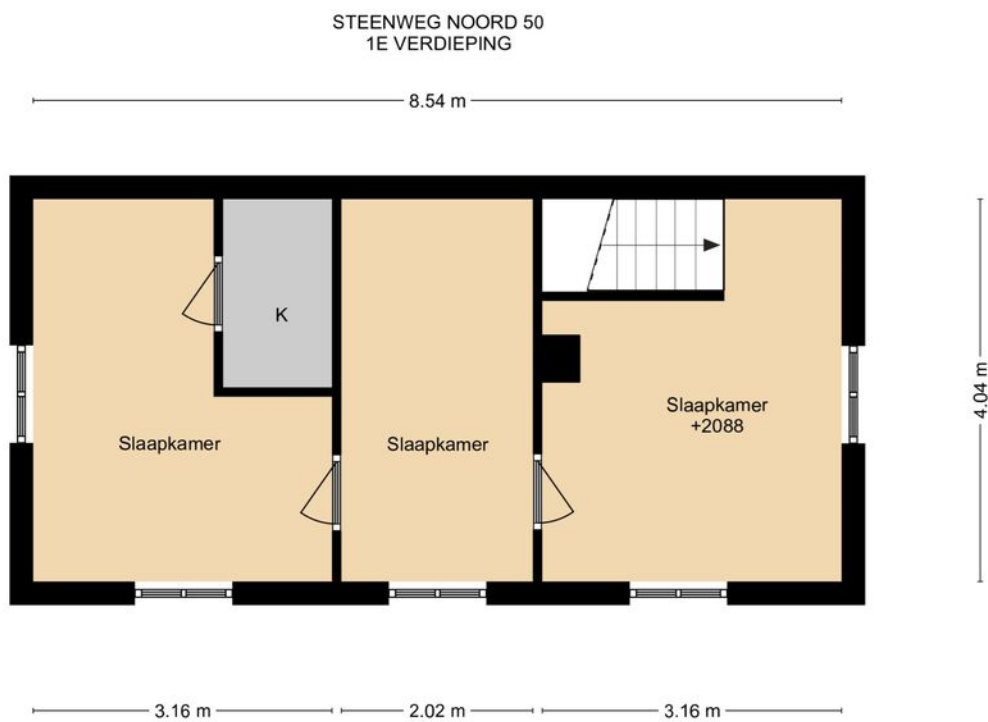 STEENWEG NOORD 50
1E VERDIEPING
8.54 m
K
4.04 m
Slaapkamer
Slaapkamer
Slaapkamer
+2088
3.16 m
2.02 m
3.16 m